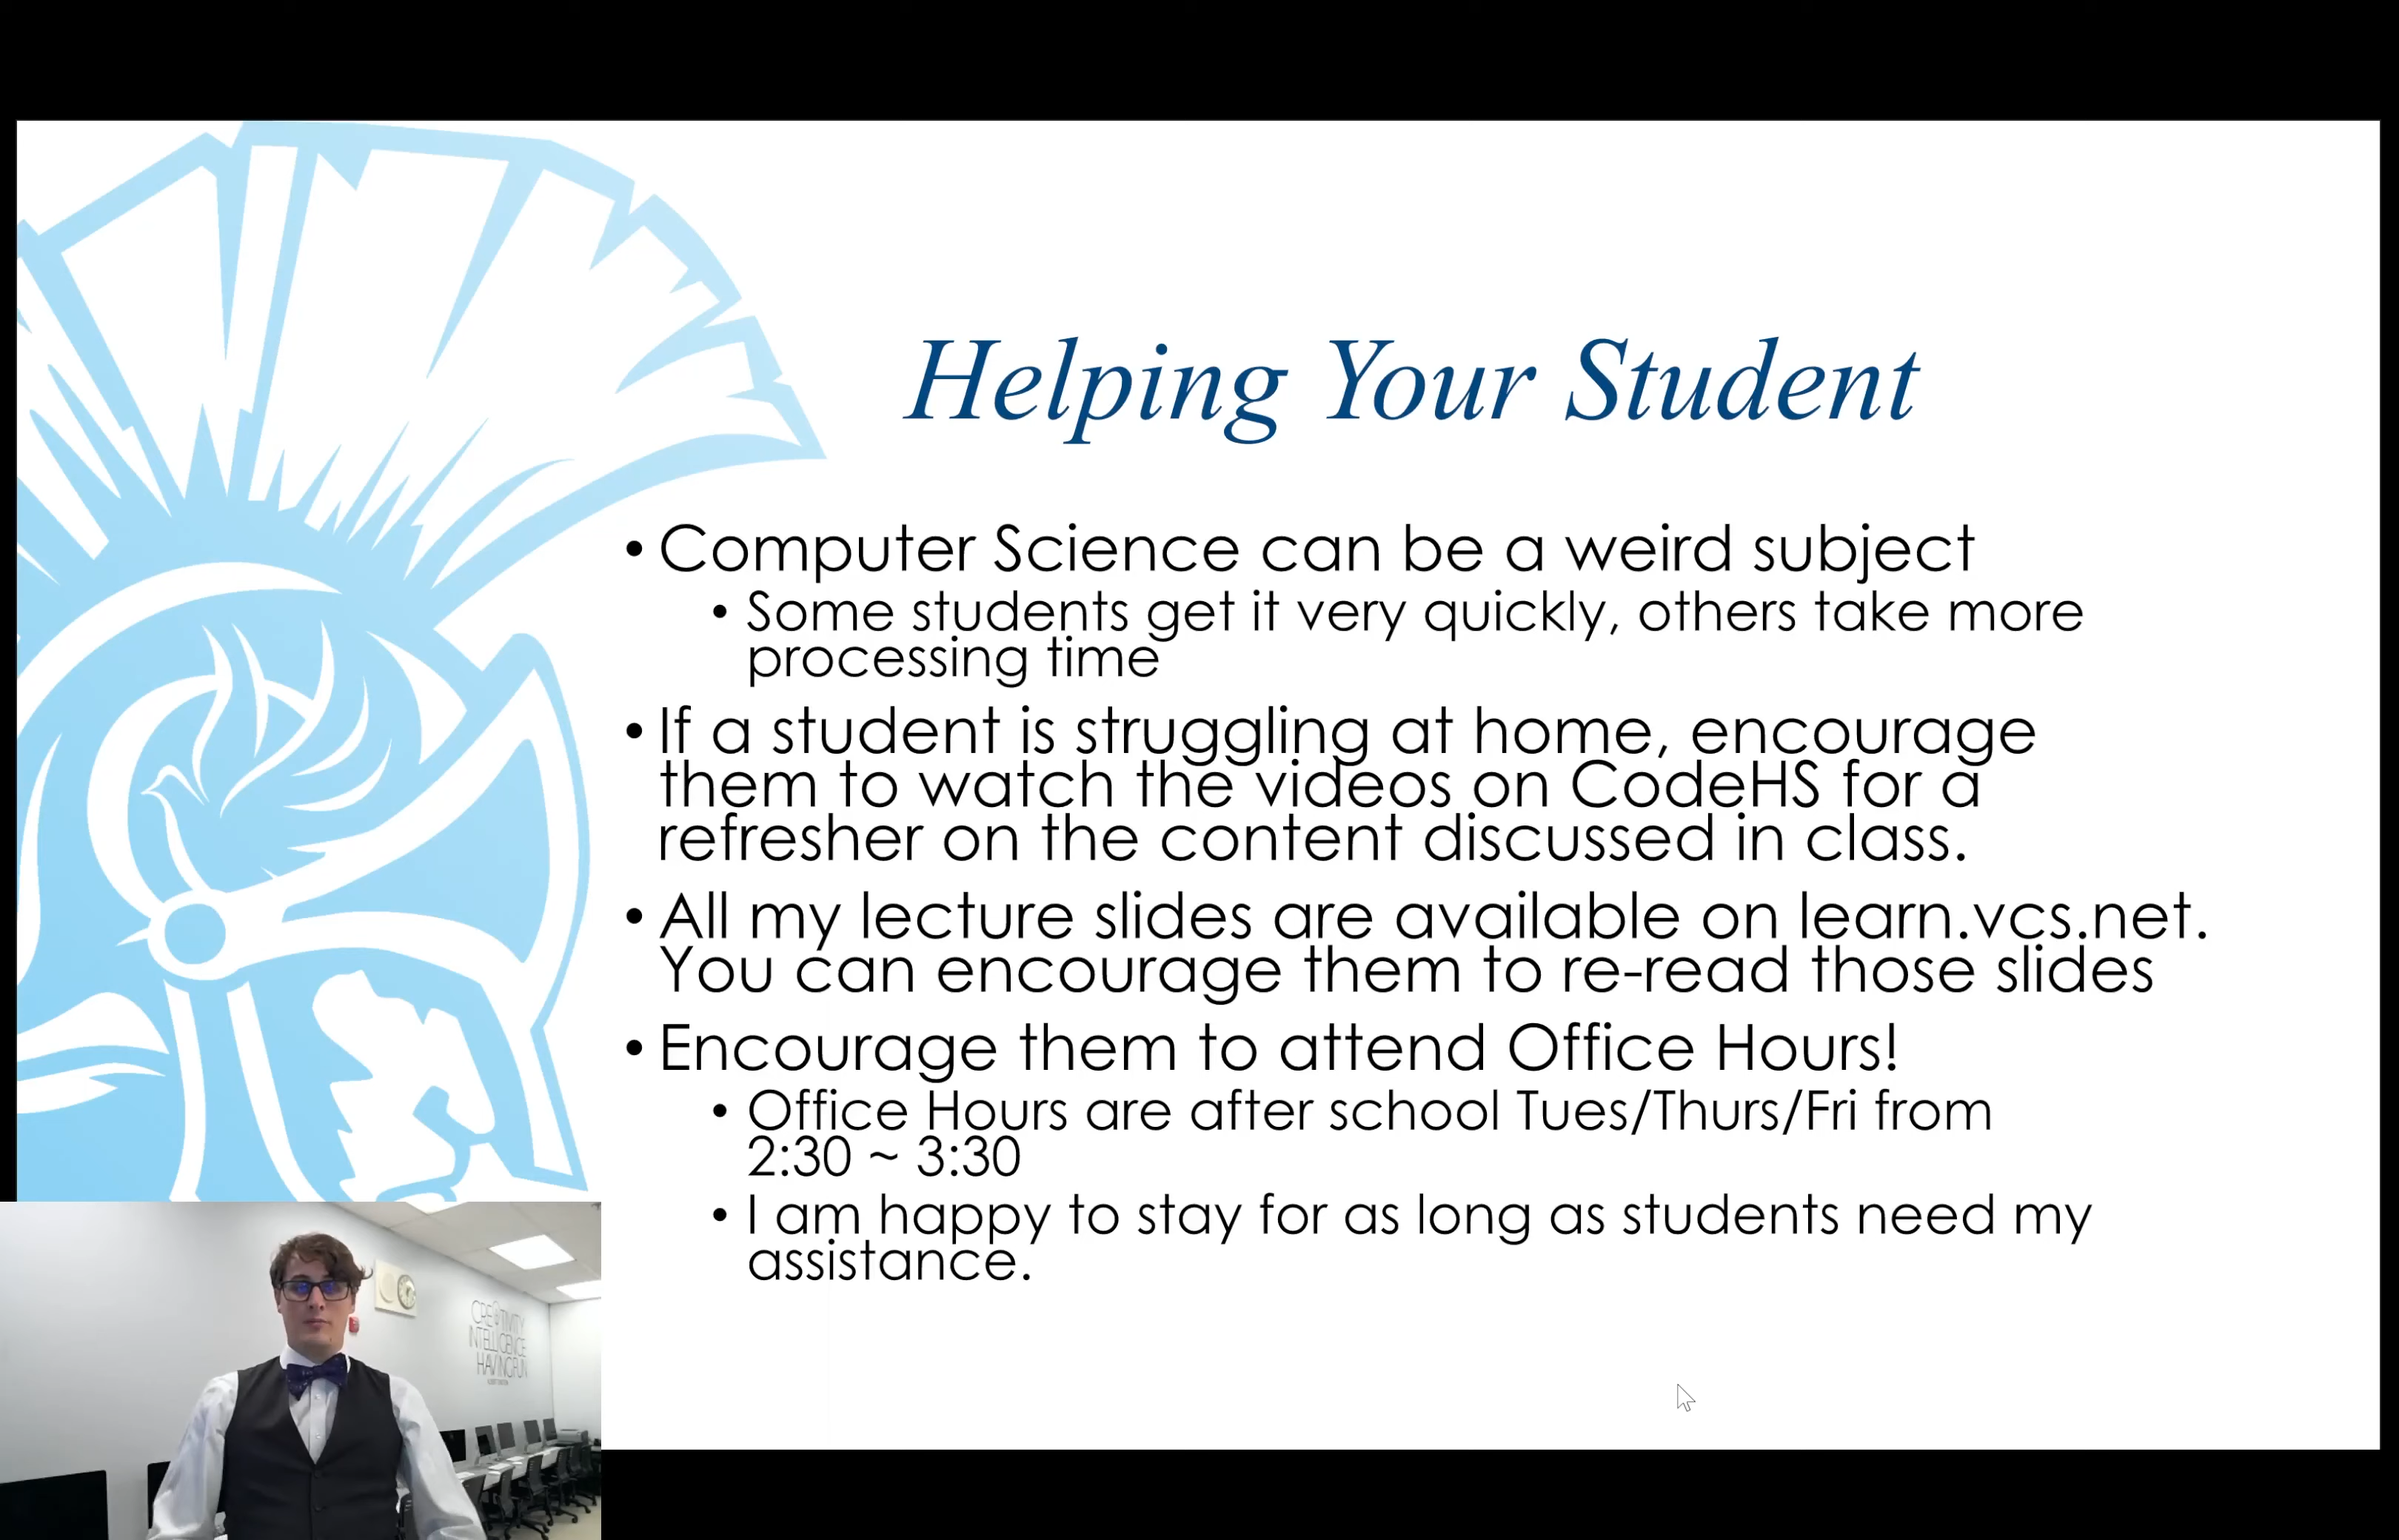 Helping Your Student
• Computer Science can be a weird subject
• Some students get it very quickly, others take more
processing time
• If a student is struggling at home, encourage
them to watch the videos on CodeHS for a
refresher on the content discussed in class.
• All my lecture slides are available on learn.vcs.net.
You can encourage them to re-read those slides
• Encourage them to attend Office Hours!
• Office Hours are after school Tues/Thurs/Fri from
2:30 ~ 3:30
• I am happy to stay for as long as students need my
assistance.
CREATIVITY
INTELLIGENCE
HAVING FUN